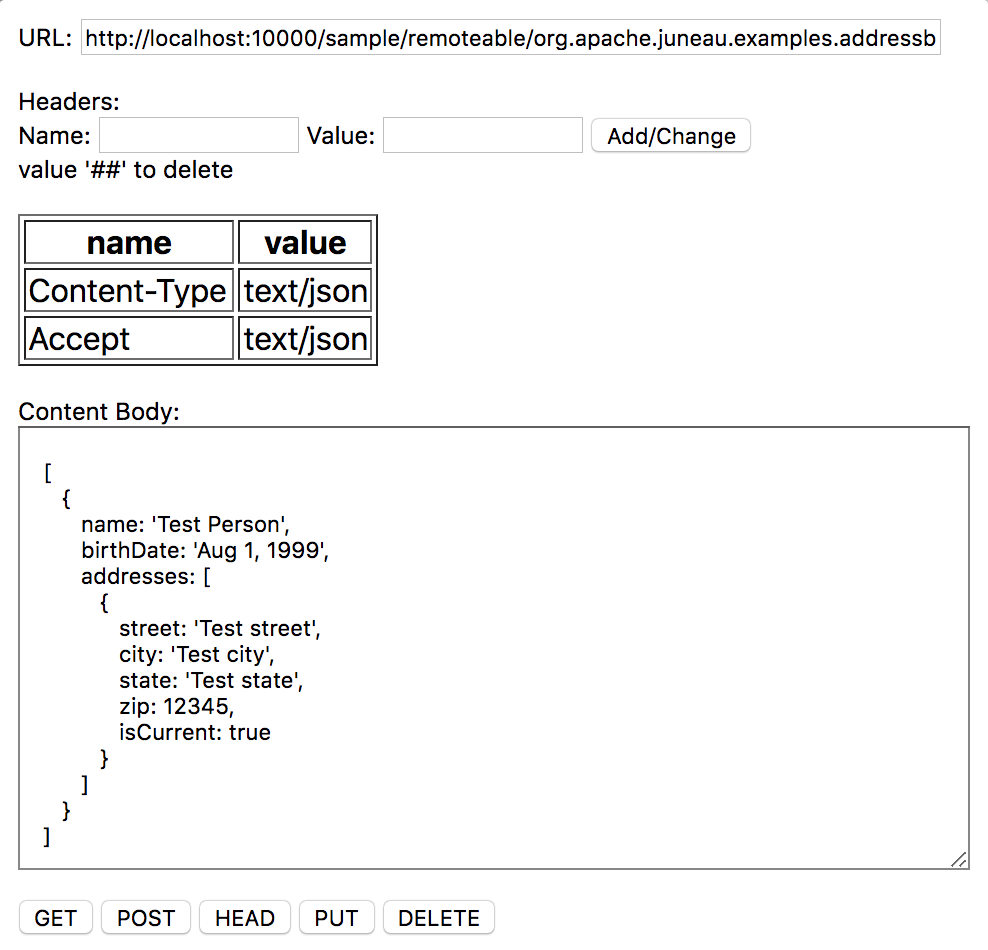 URL: http://localhost:10000/sample/remoteable/org.apache.juneau.examples.addressb
Headers:
Name: Value: Add/Change
value '##' to delete
name value
Content-Type text/json
Accept text/json
Content Body:
[
{
name: 'Test Person',
birthDate: 'Aug 1, 1999',
addresses: [
{
street: 'Test street',
city: 'Test city',
state: 'Test state',
zip: 12345,
isCurrent: true
}
]
}
]
GET POST HEAD PUT DELETE